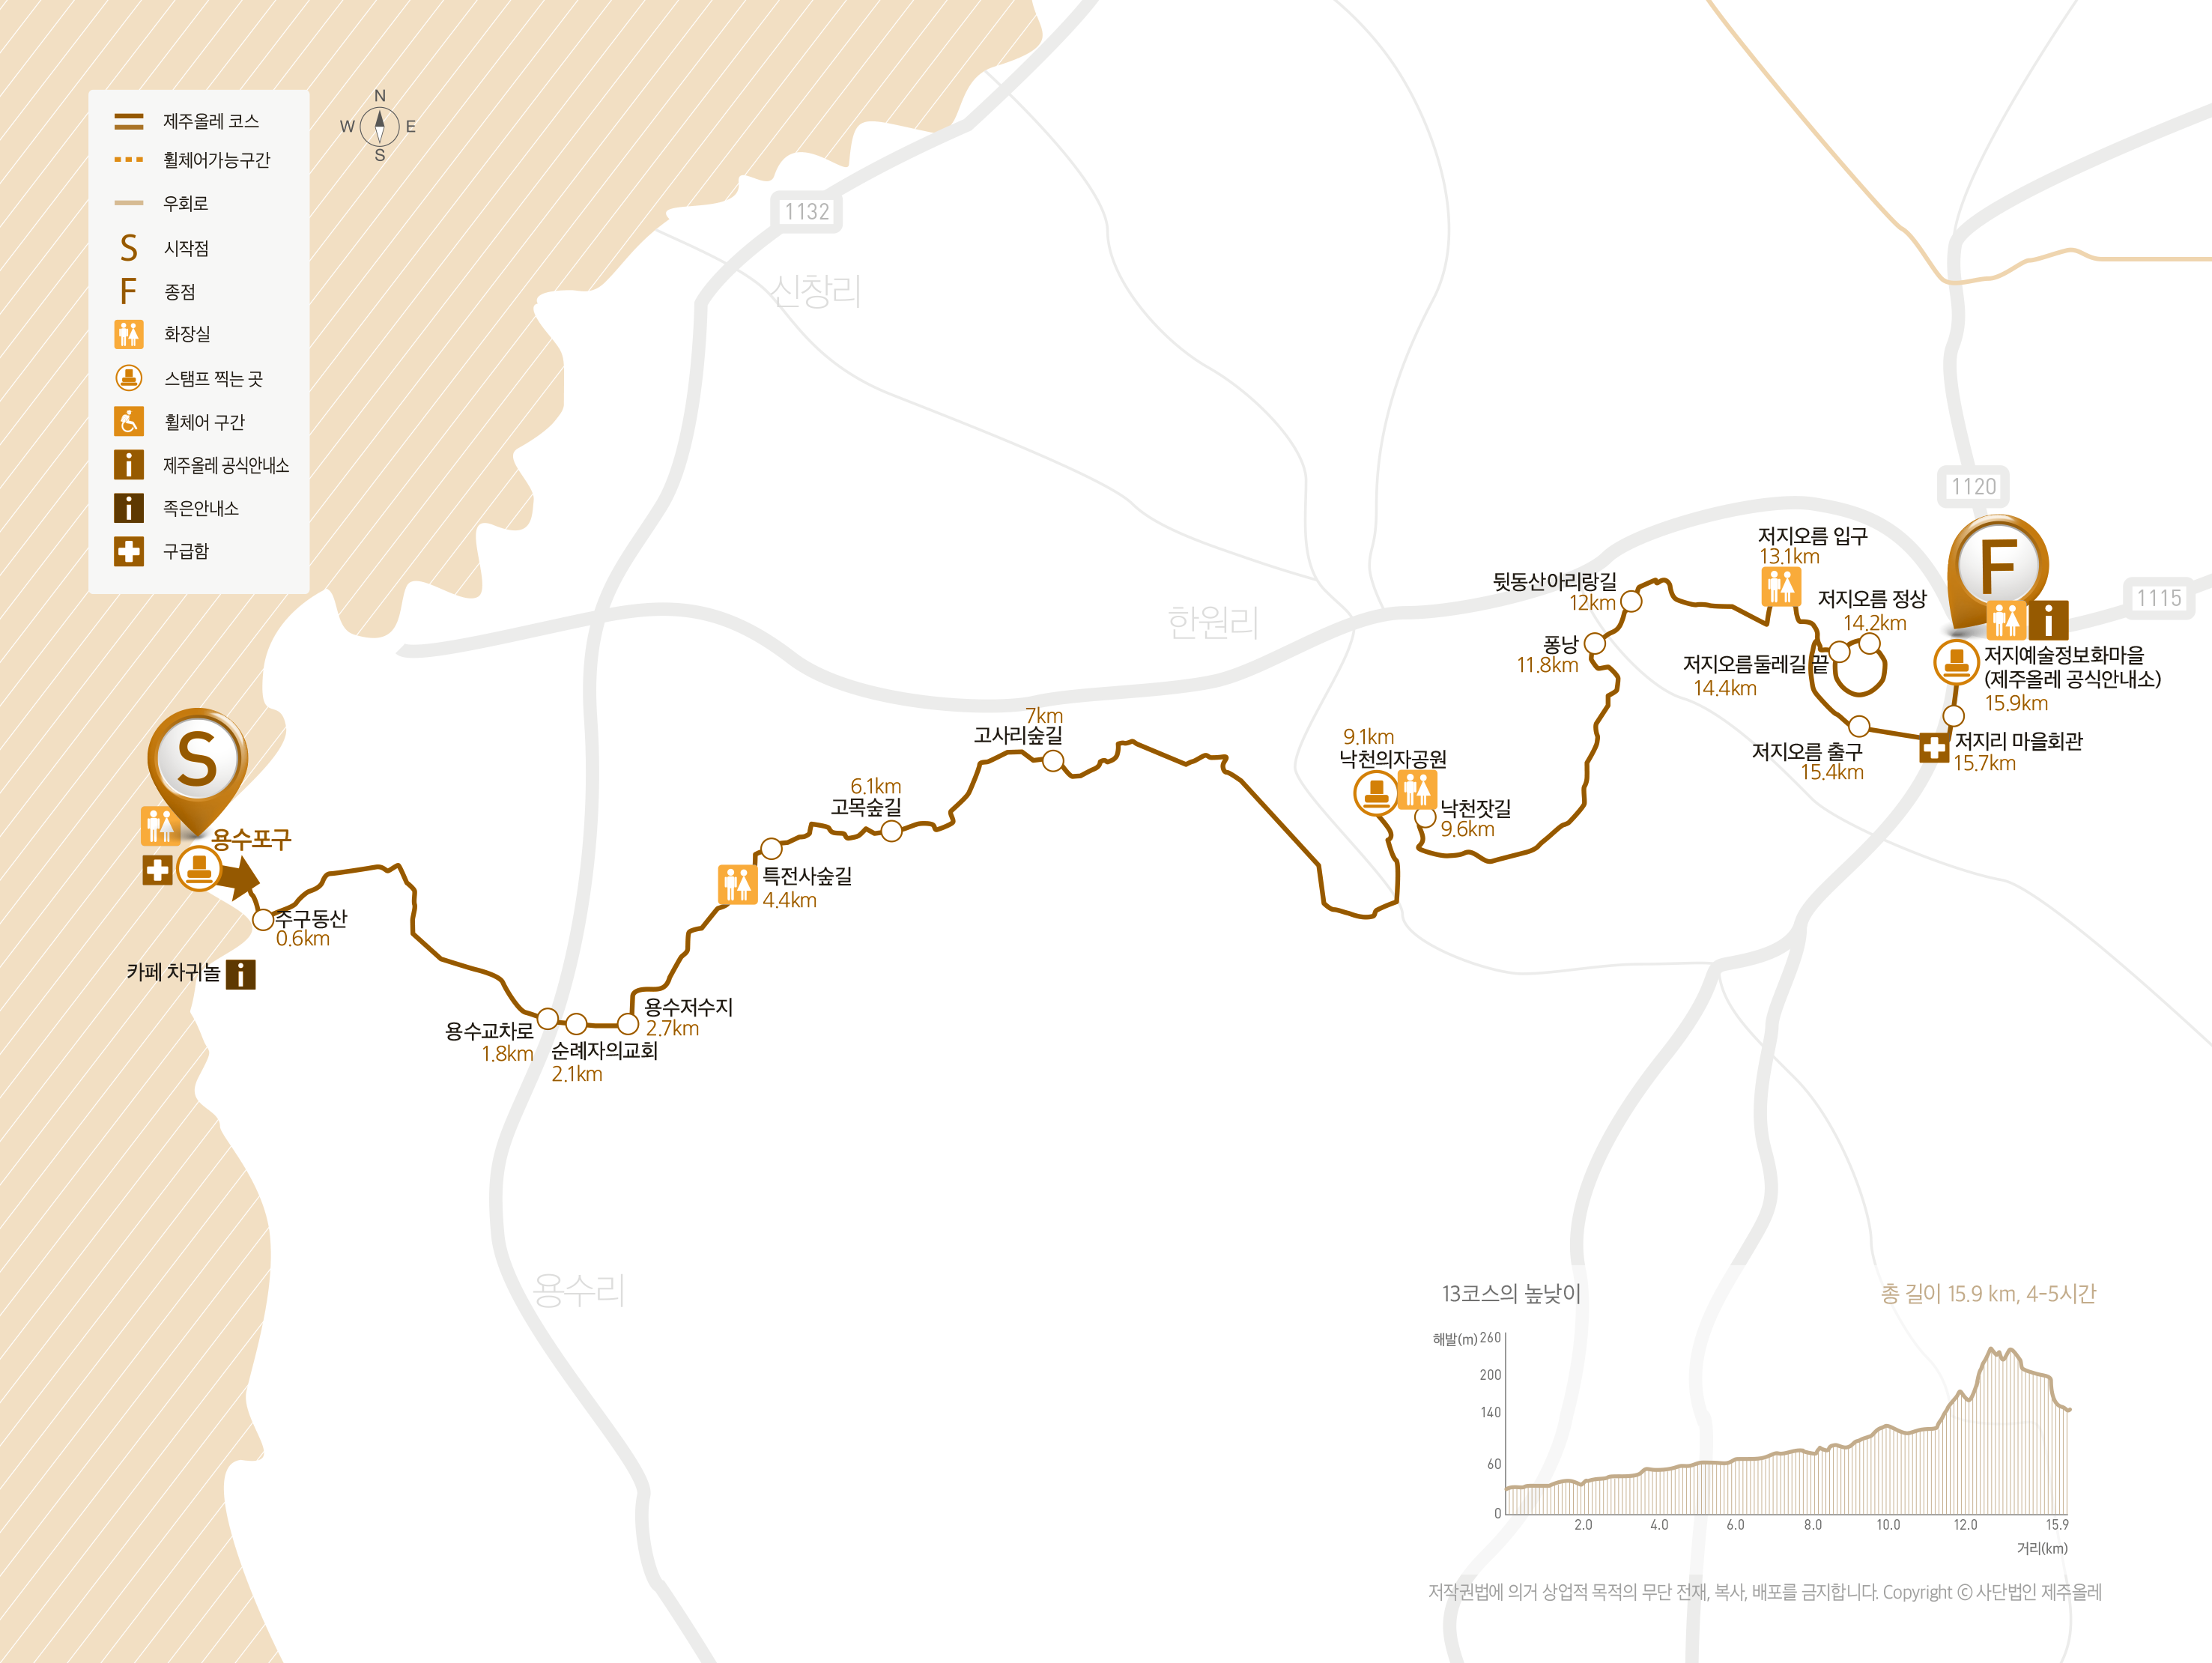 제주올레 코스
휠체어가능구간
우회로
S 시작점
F 종점
화장실
스탬프 찍는 곳
휠체어 구간
i 제주올레 공식안내소
i 족은안내소
구급함
N
W E
S
1132
신창리
한원리
용수리
1120
1115
S
용수포구
주구동산
0.6km
카페 차귀놀 i
용수교차로
1.8km
순례자의교회
2.1km
용수저수지
2.7km
특전사숲길
4.4km
6.1km
고목숲길
7km
고사리숲길
9.1km
낙천의자공원
낙천잣길
9.6km
퐁낭
11.8km
뒷동산아리랑길
12km
저지오름 입구
13.1km
저지오름 정상
14.2km
저지오름둘레길 끝
14.4km
저지오름 출구
15.4km
저지리 마을회관
15.7km
F
i
저지예술정보화마을
(제주올레 공식안내소)
15.9km
13코스의 높낮이
총 길이 15.9 km, 4-5시간
해발(m) 260
200
140
60
0
2.0 4.0 6.0 8.0 10.0 12.0 15.9
거리(km)
저작권법에 의거 상업적 목적의 무단 전재, 복사, 배포를 금지합니다. Copyright ⓒ 사단법인 제주올레